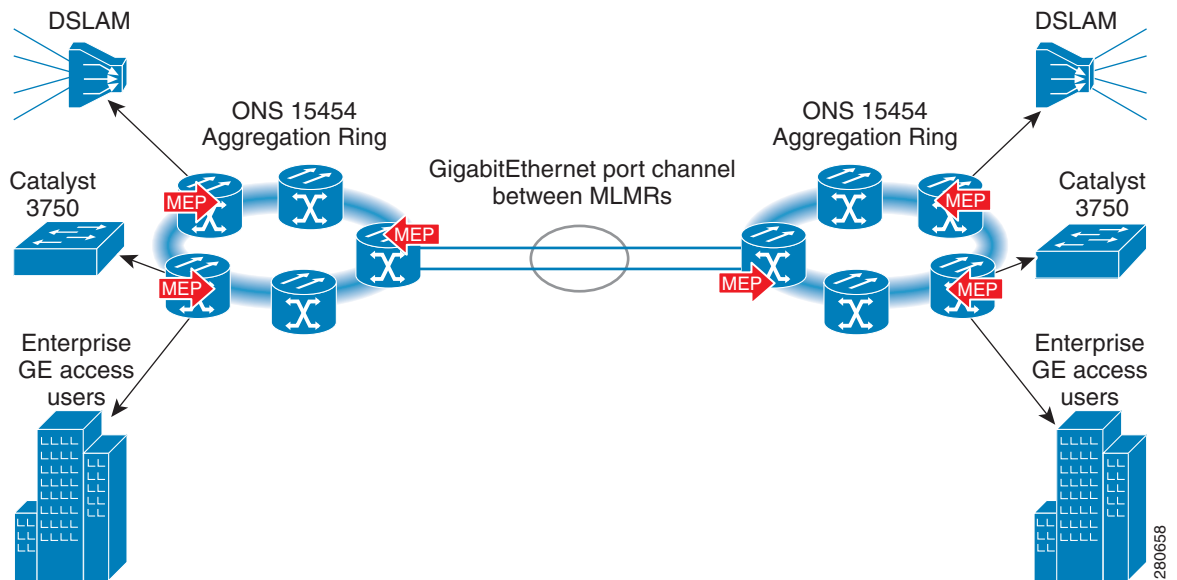 DSLAM
DSLAM
ONS 15454
Aggregation Ring
ONS 15454
Aggregation Ring
GigabitEthernet port channel
between MLMRs
Catalyst
3750
Catalyst
3750
MEP
MEP
MEP
MEP
MEP
MEP
Enterprise
GE access
users
Enterprise
GE access
users
280658